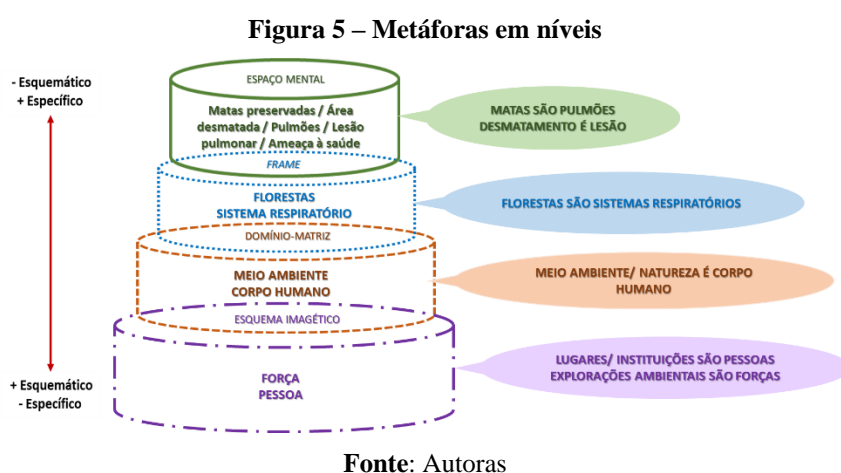 Figura 5 – Metáforas em níveis
- Esquemático
+ Específico
ESPAÇO MENTAL
Matas preservadas / Área
desmatada / Pulmões / Lesão
pulmonar / Ameaça à saúde
MATAS SÃO PULMÕES
DESMATAMENTO É LESÃO
FRAME
FLORESTAS
SISTEMA RESPIRATÓRIO
FLORESTAS SÃO SISTEMAS RESPIRATÓRIOS
DOMÍNIO-MATRIZ
MEIO AMBIENTE
CORPO HUMANO
MEIO AMBIENTE/ NATUREZA É CORPO
HUMANO
ESQUEMA IMAGÉTICO
FORÇA
PESSOA
LUGARES/ INSTITUIÇÕES SÃO PESSOAS
EXPLORAÇÕES AMBIENTAIS SÃO FORÇAS
+ Esquemático
- Específico
Fonte: Autoras